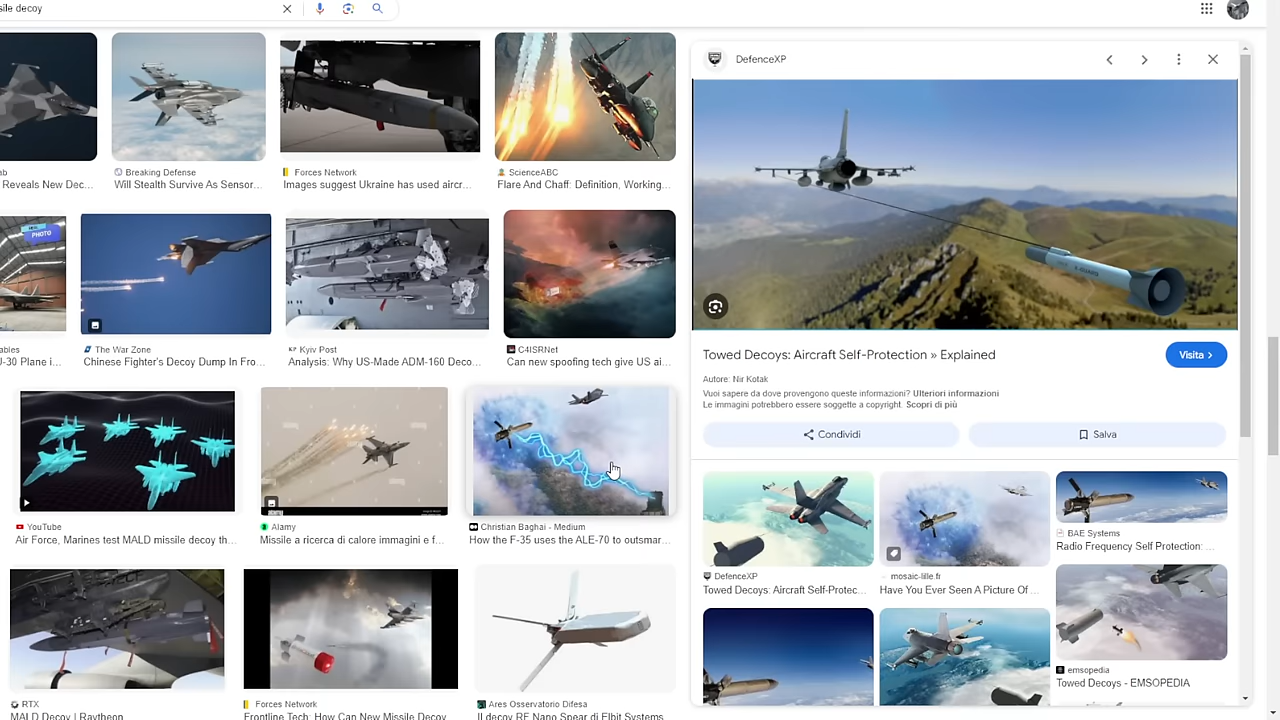 sile decoy
DefenceXP
ab
Reveals New Dec...
Breaking Defense
Will Stealth Survive As Sensor...
Forces Network
Images suggest Ukraine has used aircr...
ScienceABC
Flare And Chaff: Definition, Working...
PHOTO
ables
U-30 Plane i...
The War Zone
Chinese Fighter's Decoy Dump In Fro...
Kyiv Post
Analysis: Why US-Made ADM-160 Deco...
C4ISRNet
Can new spoofing tech give US ai...
Towed Decoys: Aircraft Self-Protection » Explained
Visita
Autore: Nir Kotak
Vuoi sapere da dove provengono queste informazioni? Ulteriori informazioni
Le immagini potrebbero essere soggette a copyright. Scopri di più
Condividi
Salva
YouTube
Air Force, Marines test MALD missile decoy th...
Alamy
Missile a ricerca di calore immagini e f...
Christian Baghai - Medium
How the F-35 uses the ALE-70 to outsmar...
DefenceXP
Towed Decoys: Aircraft Self-Protec...
mosaic-lille.fr
Have You Ever Seen A Picture Of ...
BAE Systems
Radio Frequency Self Protection: ...
emsopedia
Towed Decoys - EMSOPEDIA
RTX
MALD Decoy | Raytheon
Forces Network
Frontline Tech: How Can New Missile Decoy
Ares Osservatorio Difesa
Il decoy RF Nano Spear di Elbit Systems